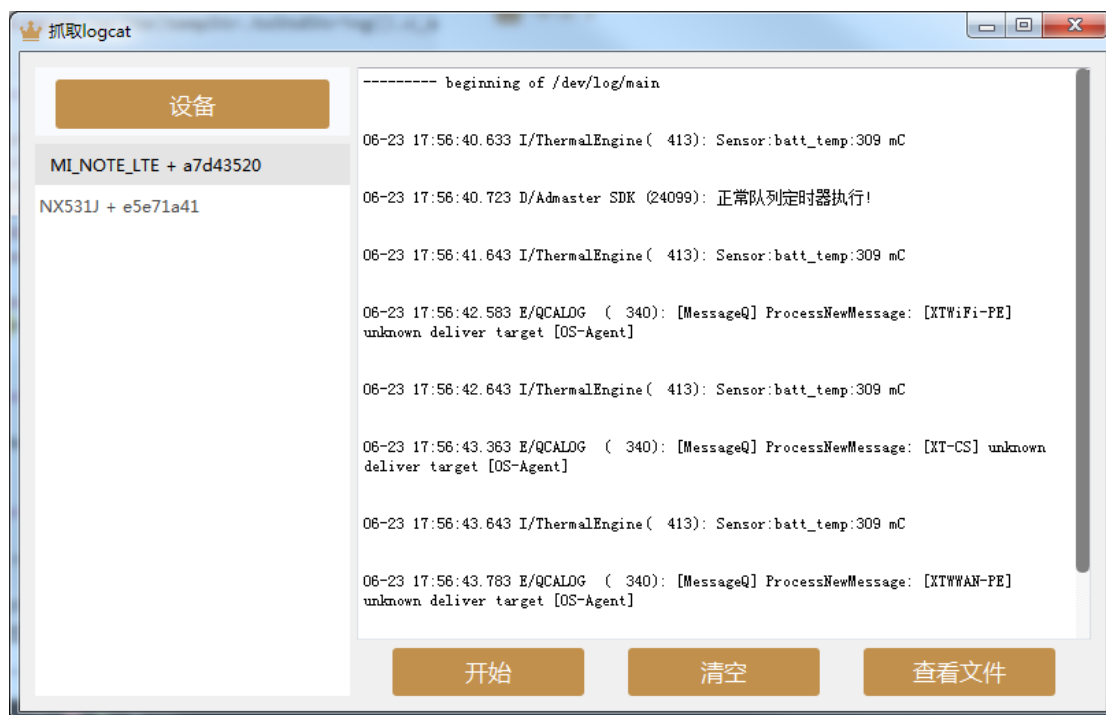 抓取logcat
设备
MI_NOTE_LTE + a7d43520
NX531J + e5e71a41
--------- beginning of /dev/log/main
06-23 17:56:40.633 I/ThermalEngine(  413): Sensor:batt_temp:309 mC
06-23 17:56:40.723 D/Admaster SDK (24099): 正常队列定时器执行!
06-23 17:56:41.643 I/ThermalEngine(  413): Sensor:batt_temp:309 mC
06-23 17:56:42.583 E/QCALOG  (  340): [MessageQ] ProcessNewMessage: [XTWiFi-PE]
unknown deliver target [OS-Agent]
06-23 17:56:42.643 I/ThermalEngine(  413): Sensor:batt_temp:309 mC
06-23 17:56:43.363 E/QCALOG  (  340): [MessageQ] ProcessNewMessage: [XT-CS] unknown
deliver target [OS-Agent]
06-23 17:56:43.643 I/ThermalEngine(  413): Sensor:batt_temp:309 mC
06-23 17:56:43.783 E/QCALOG  (  340): [MessageQ] ProcessNewMessage: [XTWWAN-PE]
unknown deliver target [OS-Agent]
开始
清空
查看文件